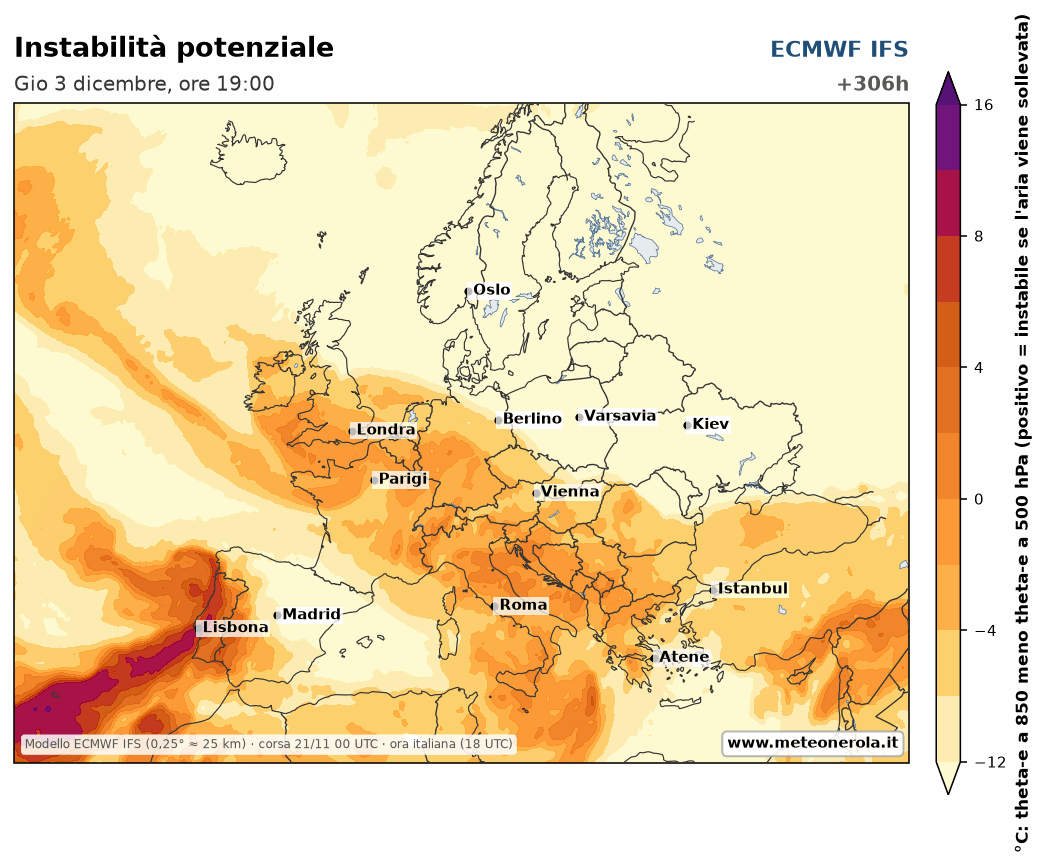 Instabilità potenziale
ECMWF IFS
Gio 3 dicembre, ore 19:00
+306h
Oslo
Berlino
Varsavia
Kiev
Londra
Parigi
Vienna
Istanbul
Roma
Madrid
Lisbona
Atene
Modello ECMWF IFS (0,25° ≈ 25 km) · corsa 21/11 00 UTC · ora italiana (18 UTC)
www.meteonerola.it
16
8
4
0
−4
−12
°C: theta-e a 850 meno theta-e a 500 hPa (positivo = instabile se l'aria viene sollevata)